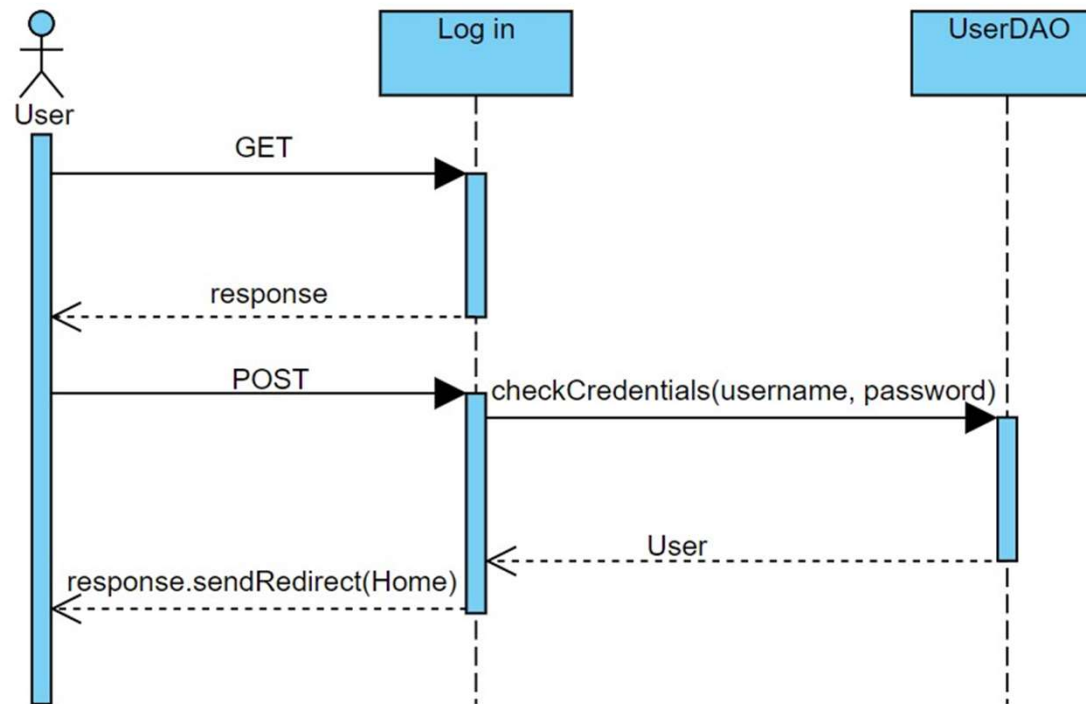 Log in
UserDAO
User
GET
response
POST
checkCredentials(username, password)
User
response.sendRedirect(Home)